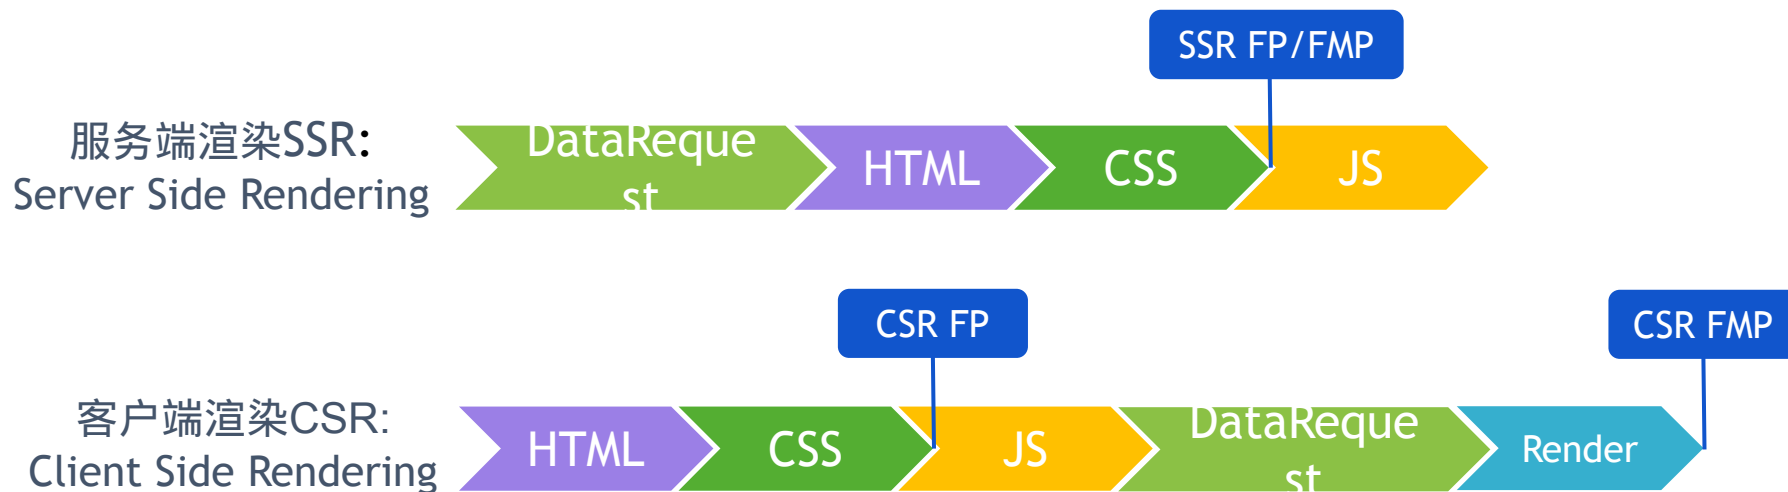 SSR FP/FMP
服务端渲染SSR:
Server Side Rendering
DataReque
st
HTML
CSS
JS
CSR FP
CSR FMP
客户端渲染CSR:
Client Side Rendering
HTML
CSS
JS
DataReque
st
Render